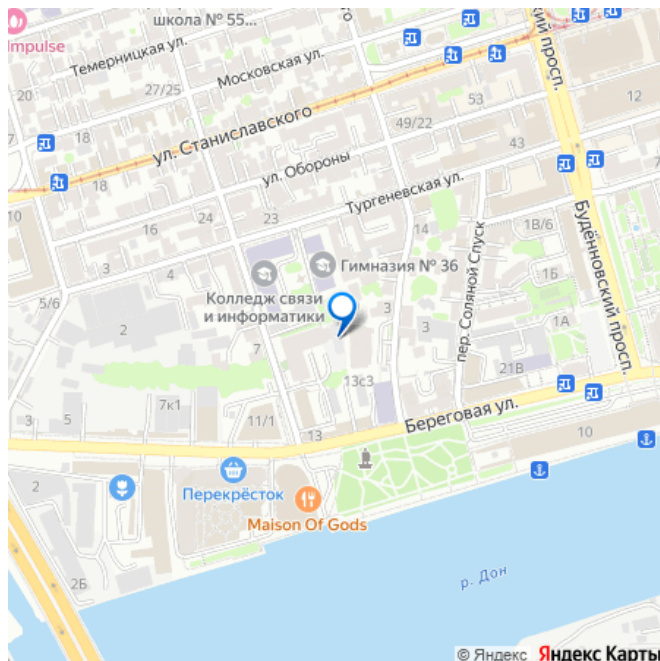 школа № 55...
Impulse
Темерницкая ул.
Московская ул.
27/25
20
18
53
12
ул. Станиславского
49/22
43
ул. Обороны
18
16
10
24
23
Тургеневская ул.
34
14
1В/6
Будённовский просп.
пер. Соляной Спуск
Гимназия № 36
Колледж связи
и информатики
1Б
5/6
2
3
3
1А
7
21В
13с3
7к1
3
5
11/1
13
Береговая ул.
10
2
Перекрёсток
Maison Of Gods
2Б
р. Дон
© Яндекс Яндекс Карты